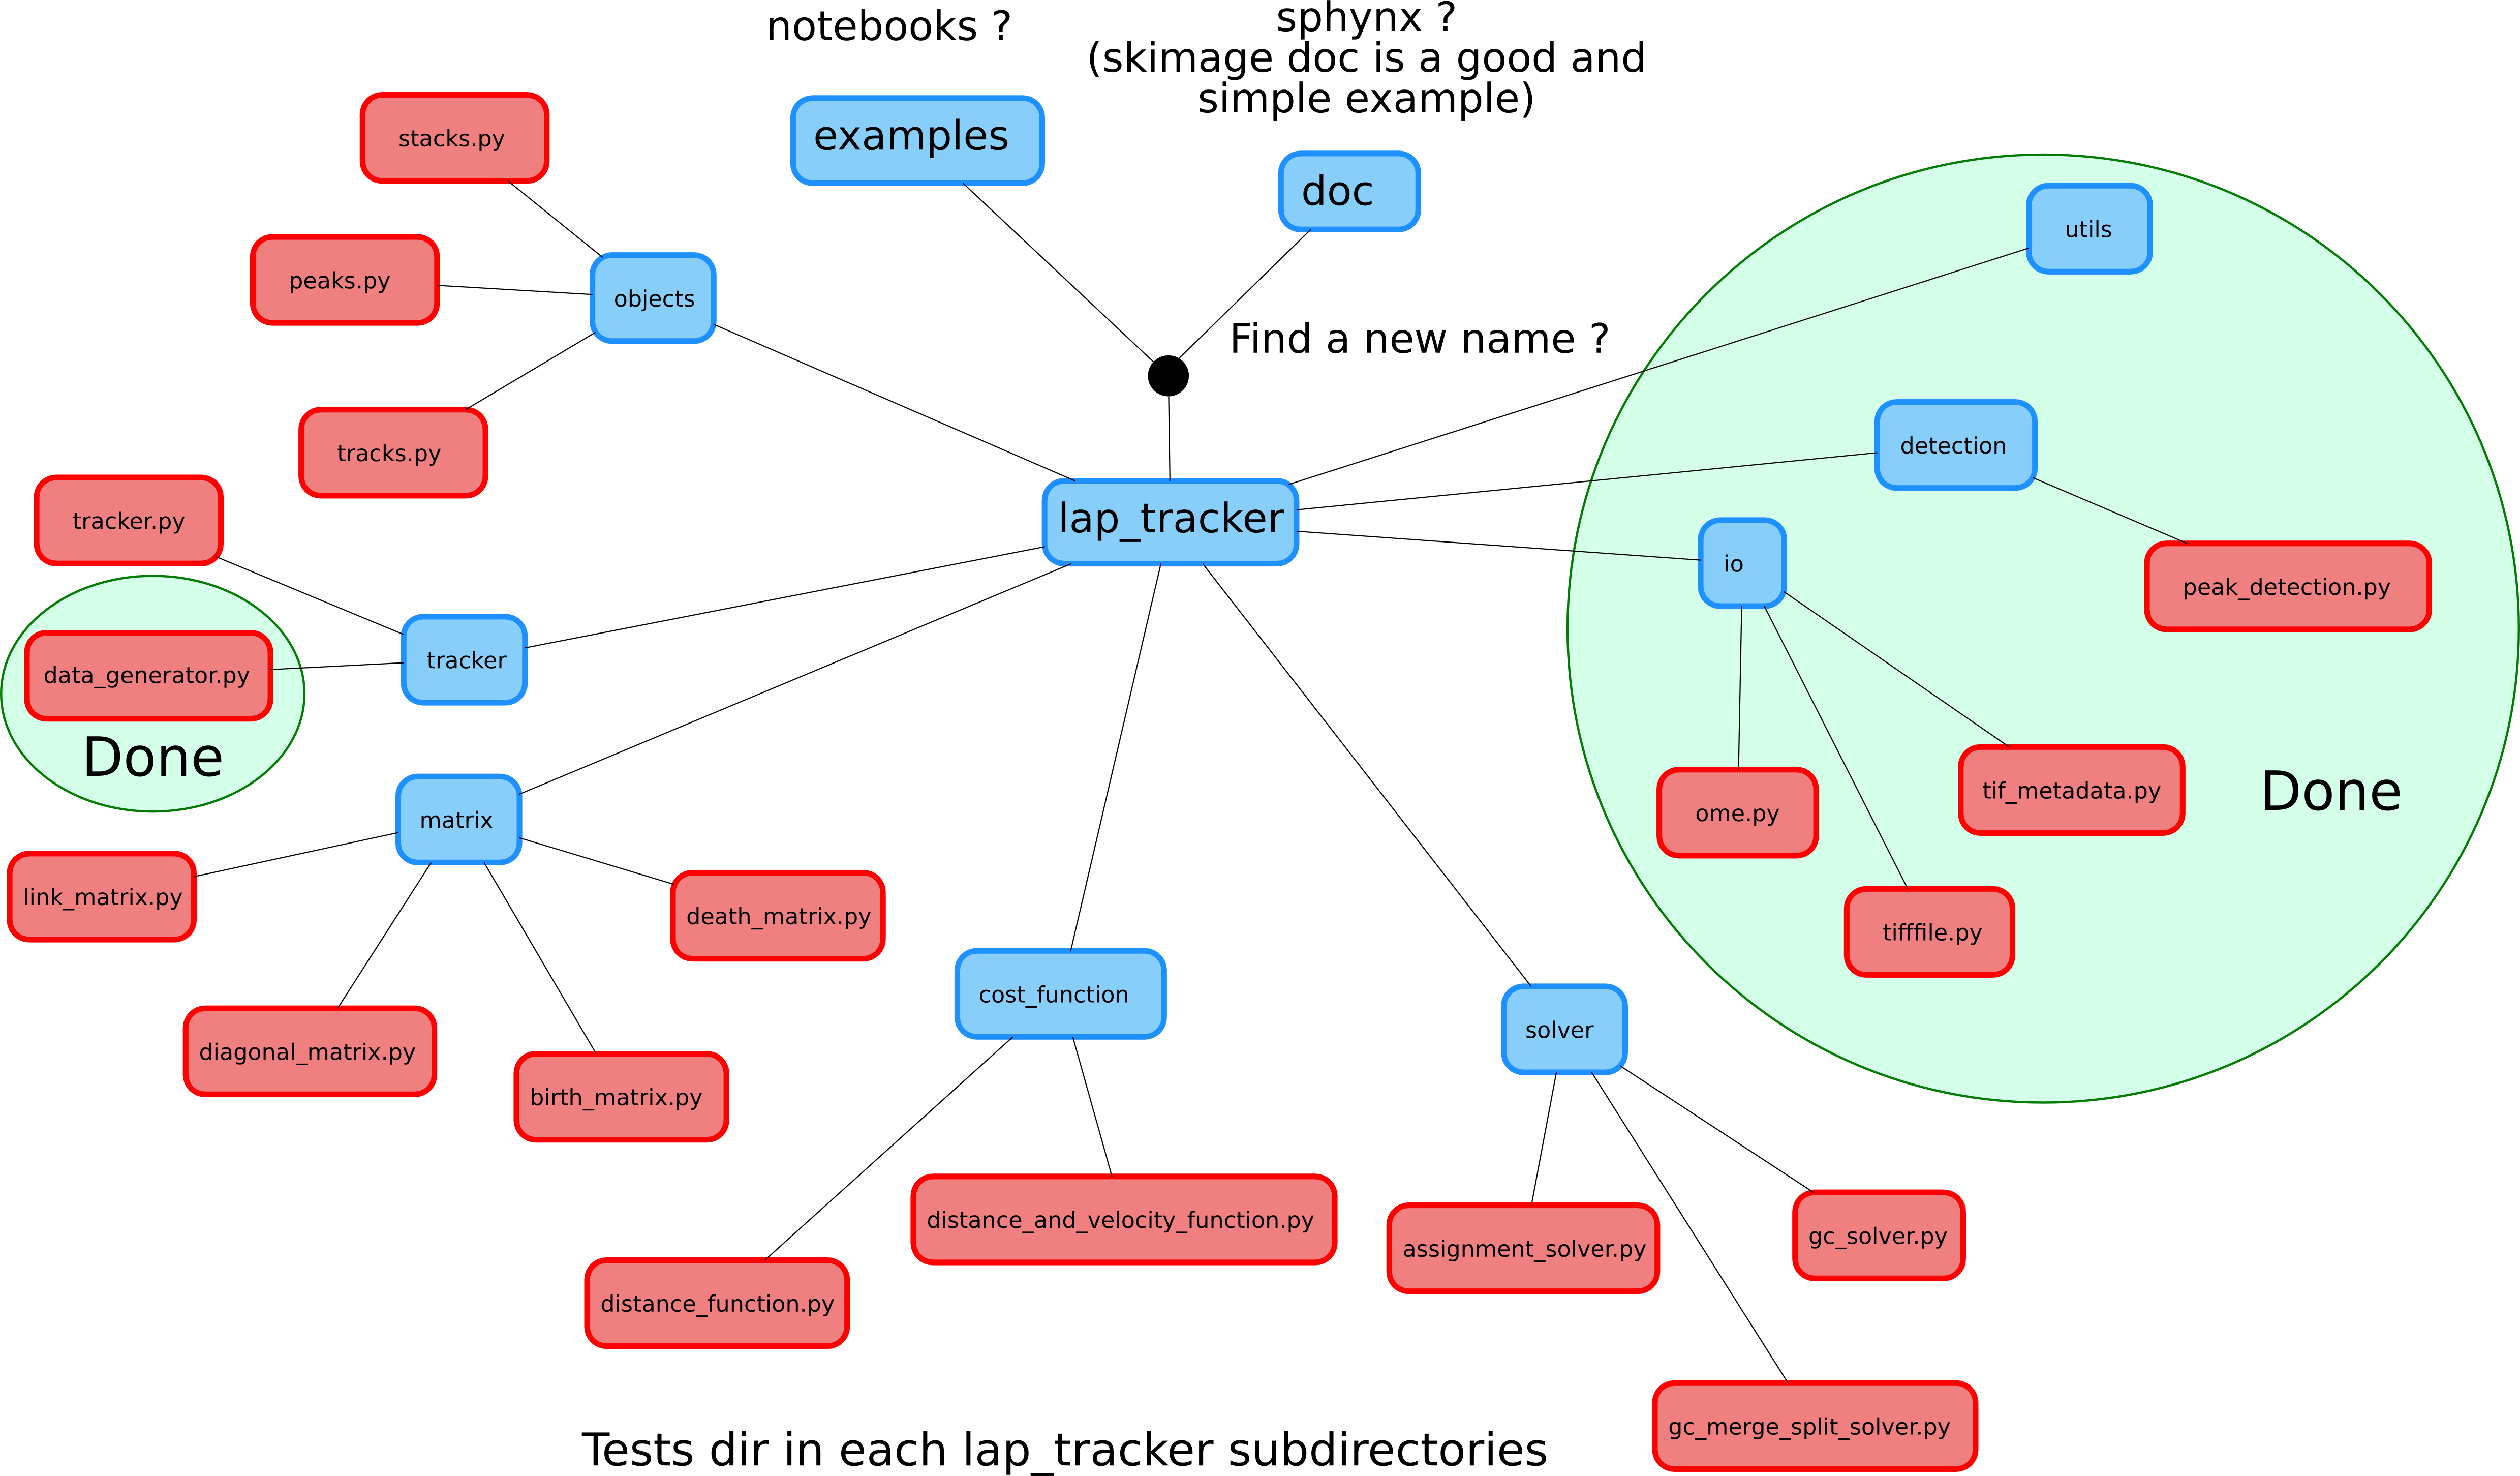 notebooks ?
sphynx ?
(skimage doc is a good and
simple example)
stacks.py
examples
doc
utils
peaks.py
objects
Find a new name ?
tracks.py
detection
tracker.py
lap_tracker
io
peak_detection.py
tracker
data_generator.py
Done
matrix
ome.py
tif_metadata.py
Done
link_matrix.py
death_matrix.py
tifffile.py
cost_function
solver
diagonal_matrix.py
birth_matrix.py
distance_and_velocity_function.py
assignment_solver.py
gc_solver.py
distance_function.py
gc_merge_split_solver.py
Tests dir in each lap_tracker subdirectories